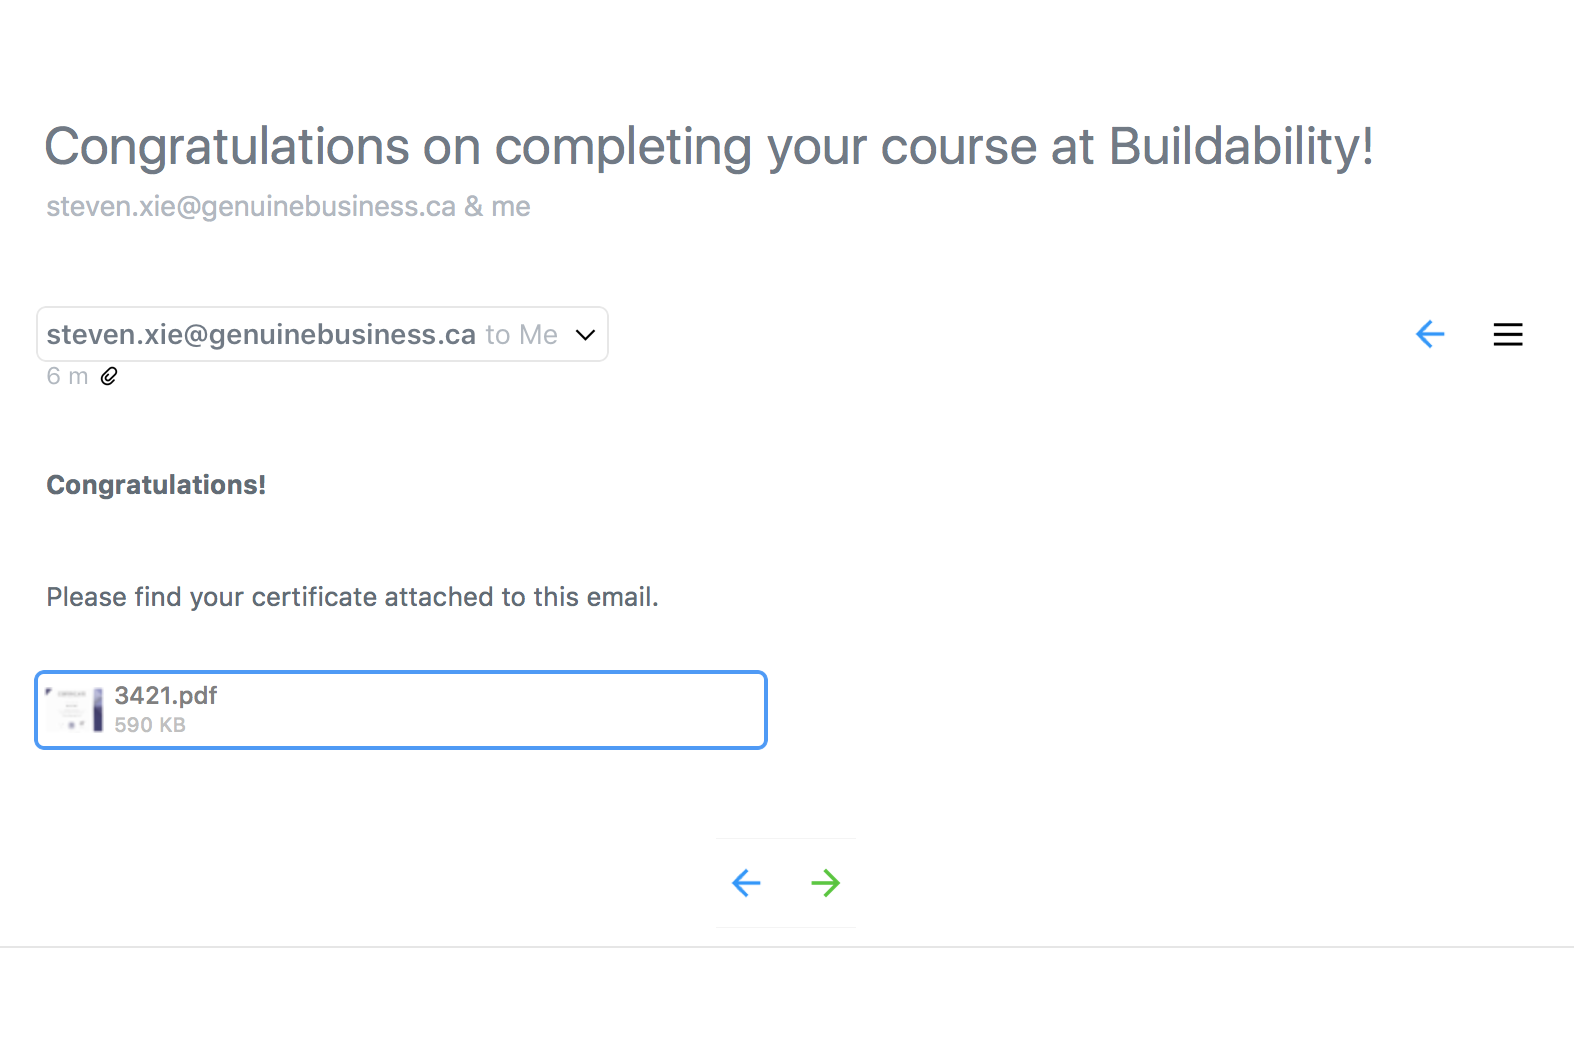 Congratulations on completing your course at Buildability!
steven.xie@genuinebusiness.ca & me
steven.xie@genuinebusiness.ca to Me
6 m
Congratulations!
Please find your certificate attached to this email.
3421.pdf
590 KB